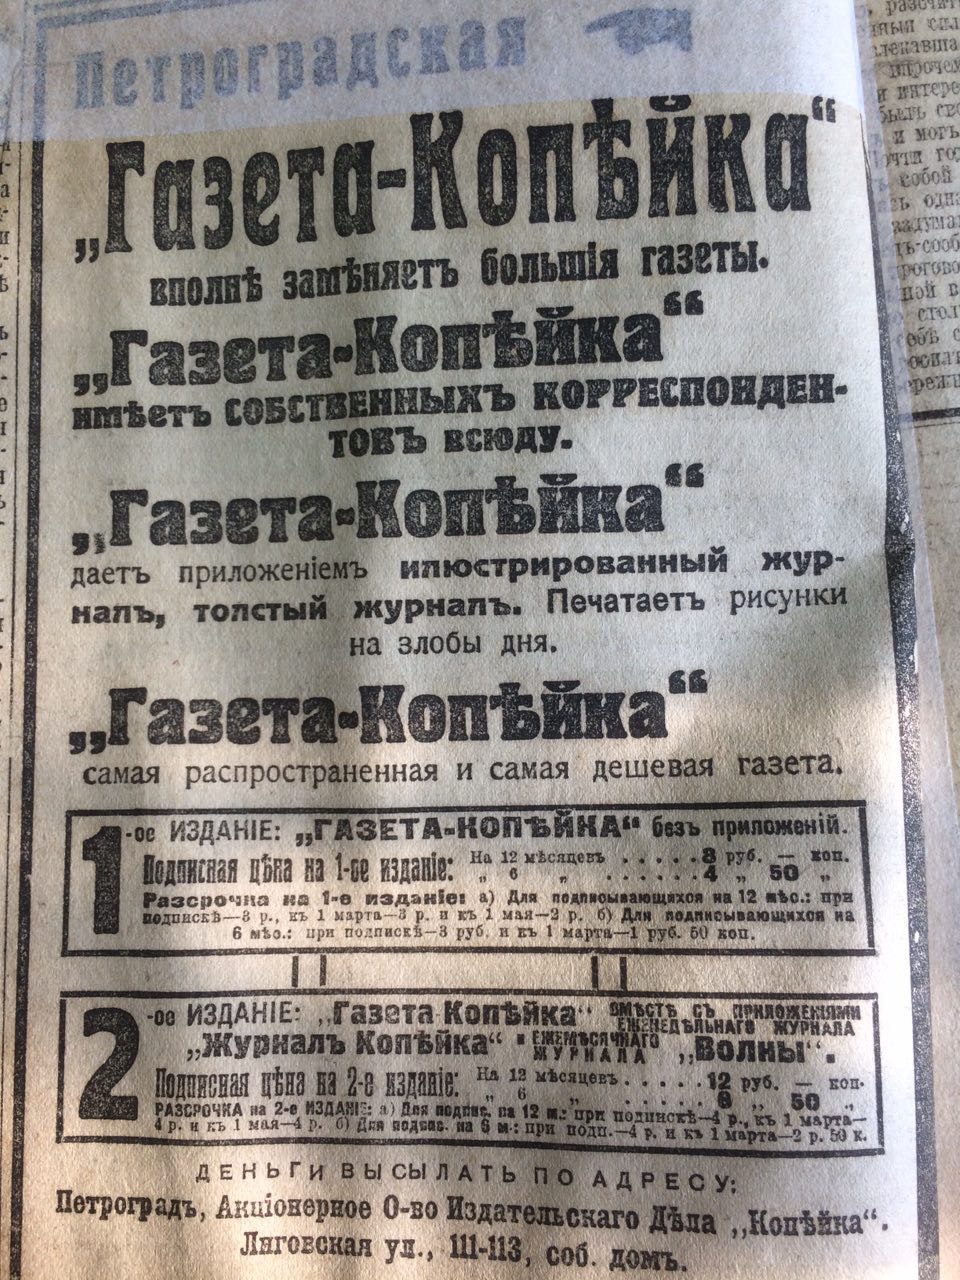 Петроградская
„Газета-Копѣйка“
вполнѣ замѣняетъ большія газеты.
„Газета-Копѣйка“
имѣетъ СОБСТВЕННЫХЪ КОРРЕСПОНДЕН-
ТОВЪ ВСЮДУ.
„Газета-Копѣйка“
даетъ приложеніемъ илюстрированный жур-
налъ, толстый журналъ. Печатаетъ рисунки
на злобы дня.
„Газета-Копѣйка“
самая распространенная и самая дешевая газета.
1-ое ИЗДАНІЕ: „ГАЗЕТА-КОПѢЙКА“ безъ приложеній.
Подписная цѣна на 1-ое изданіе: На 12 мѣсяцевъ . . . . . 8 руб. — коп.
„ 6 „ . . . . . 4 „ 50 „
Разсрочка на 1-е изданіе: а) Для подписывающихся на 12 мѣс.: при
подпискѣ—3 р., къ 1 марта—3 р. и къ 1 мая—2 р. б) Для подписывающихся на
6 мѣс.: при подпискѣ—3 руб. и къ 1 марта—1 руб. 50 коп.
2-ое ИЗДАНІЕ: „Газета Копѣйка“ ВМѢСТѢ СЪ ПРИЛОЖЕНІЯМИ
ЕЖЕНЕДѢЛЬНАГО ЖУРНАЛА
„Журналъ Копѣйка“ и ЕЖЕМѢСЯЧНАГО ЖУРНАЛА „Волны“.
Подписная цѣна на 2-е изданіе: На 12 мѣсяцевъ . . . . . 12 руб. — коп.
„ 6 „ . . . . . 6 „ 50 „
РАЗСРОЧКА на 2-е ИЗДАНІЕ: а) Для подпис. на 12 м.: при подпискѣ—4 р., къ 1 марта—
4 р. и къ 1 мая—4 р. б) Для подпис. на 6 м.: при подп.—4 р. и къ 1 марта—2 р. 50 к.
ДЕНЬГИ ВЫСЫЛАТЬ ПО АДРЕСУ:
Петроградъ, Акціонерное О-во Издательскаго Дѣла „Копѣйка“.
Лиговская ул., 111-113, соб. домъ.